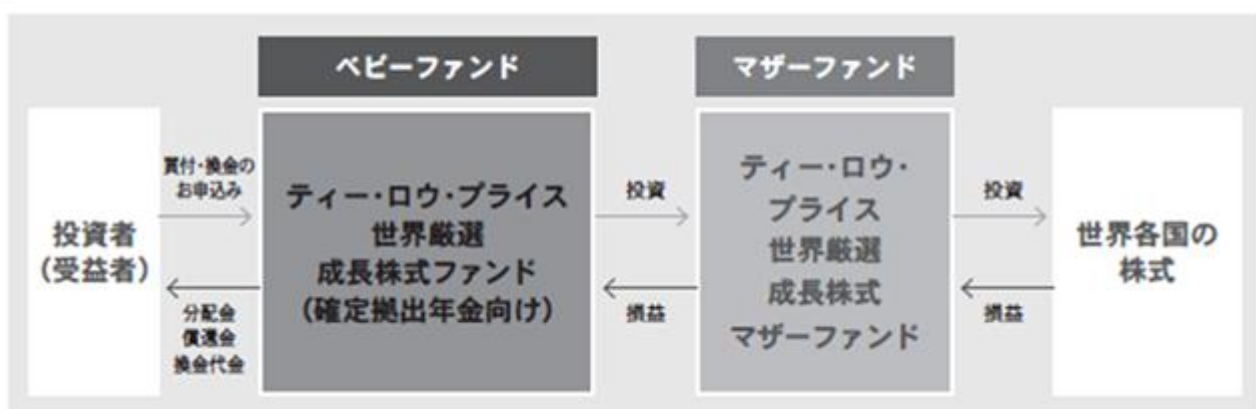 ベビーファンド
マザーファンド
投資者
（受益者）
買付・換金の
お申込み
分配金
償還金
換金代金
ティー・ロウ・プライス
世界厳選
成長株式ファンド
（確定拠出年金向け）
投資
損益
ティー・ロウ・
プライス
世界厳選
成長株式
マザーファンド
投資
損益
世界各国の
株式